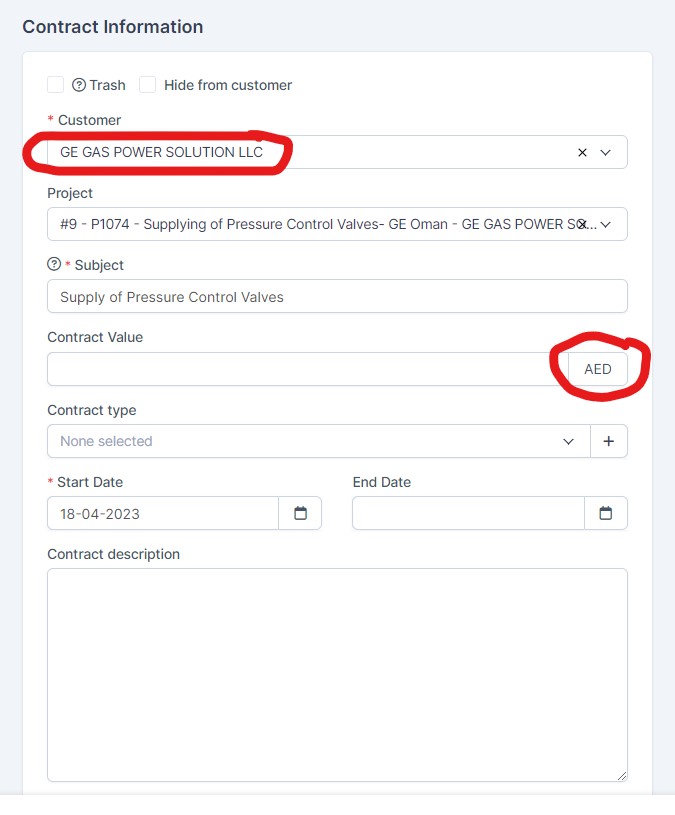 Contract Information
Trash Hide from customer
* Customer
GE GAS POWER SOLUTION LLC
Project
#9 - P1074 - Supplying of Pressure Control Valves- GE Oman - GE GAS POWER SO...
* Subject
Supply of Pressure Control Valves
Contract Value
AED
Contract type
None selected
* Start Date End Date
18-04-2023
Contract description